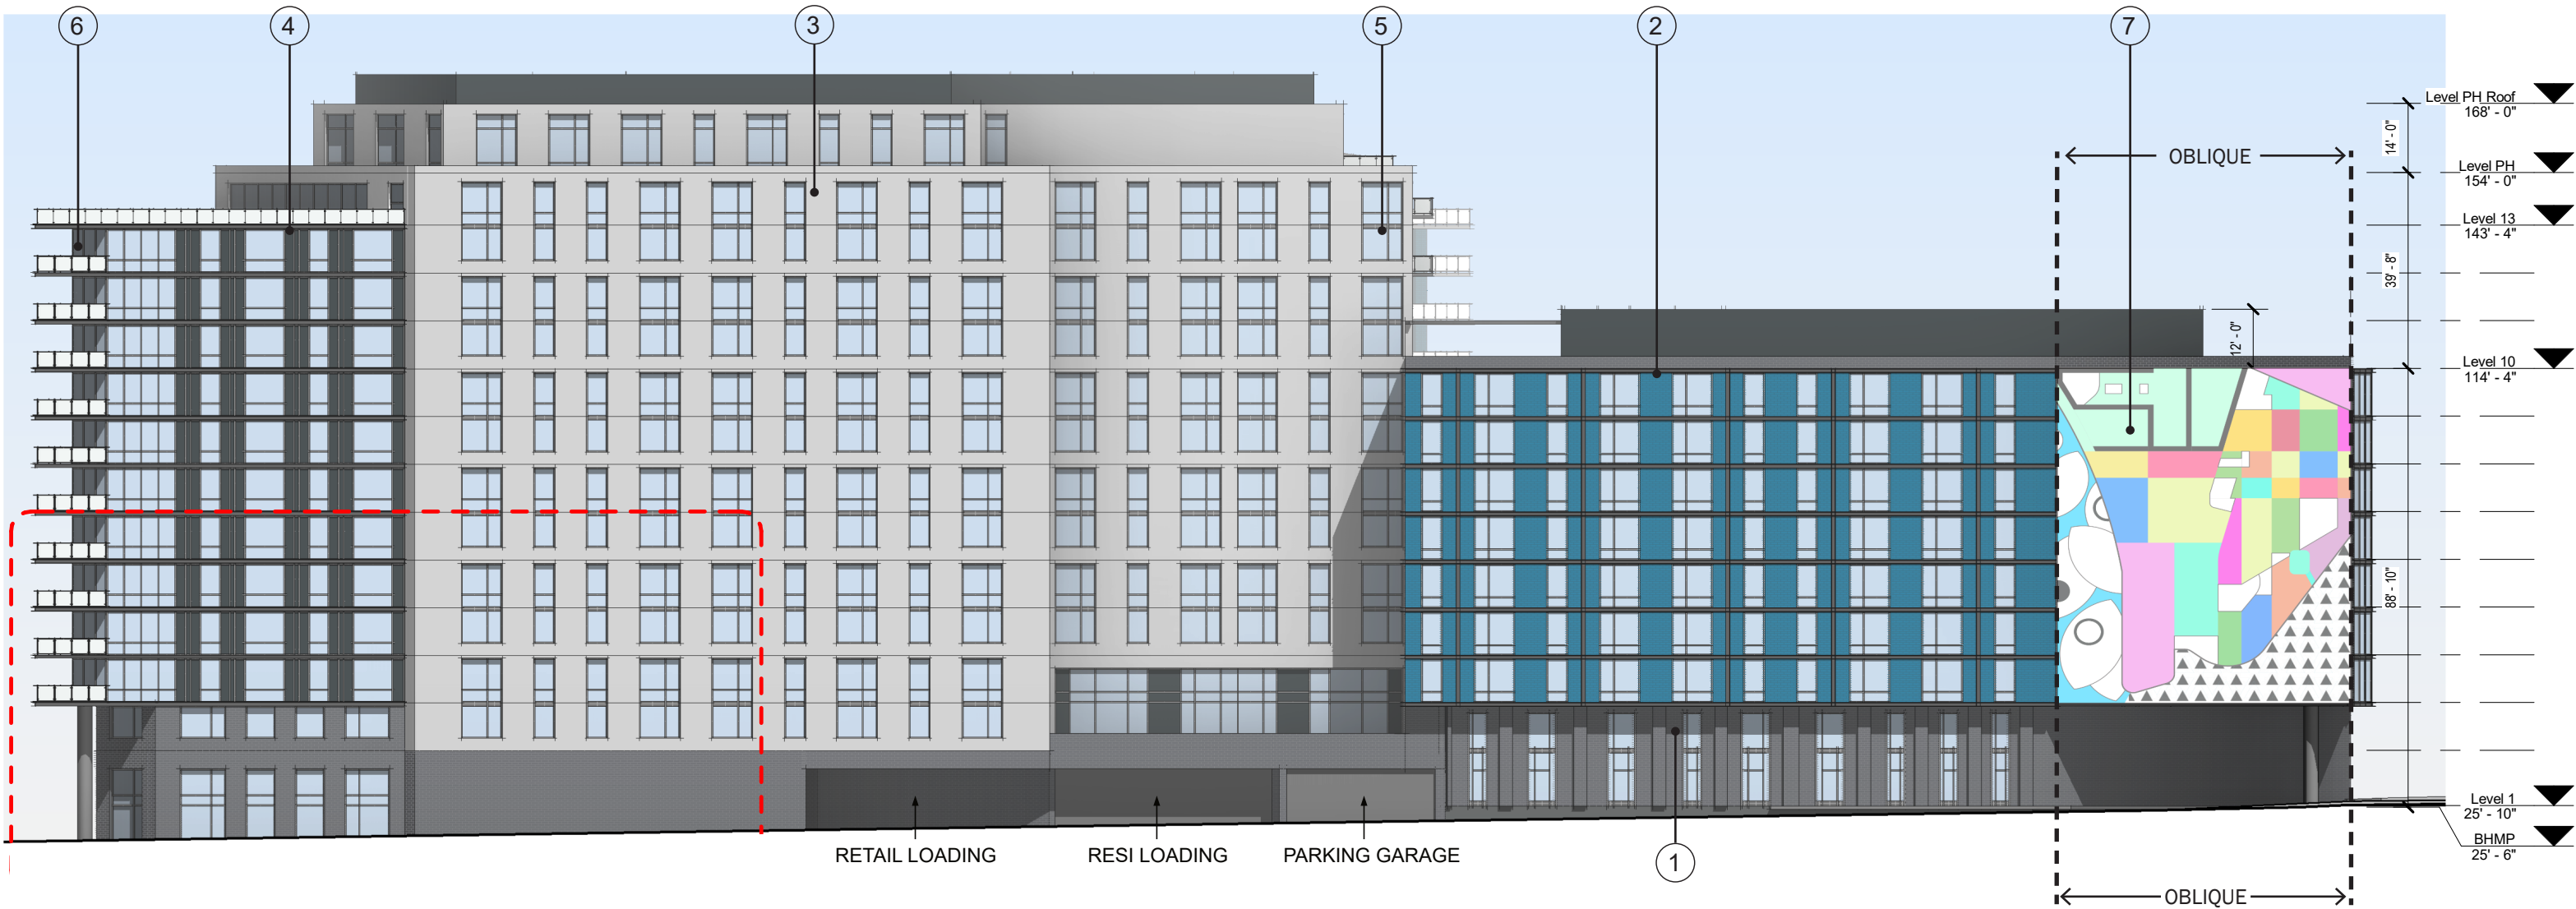 6
4
3
5
2
7
OBLIQUE
Level PH Roof
168' - 0"
14' - 0"
Level PH
154' - 0"
Level 13
143' - 4"
39' - 8"
12' - 0"
Level 10
114' - 4"
88' - 10"
Level 1
25' - 10"
BHMP
25' - 6"
RETAIL LOADING
RESI LOADING
PARKING GARAGE
1
OBLIQUE